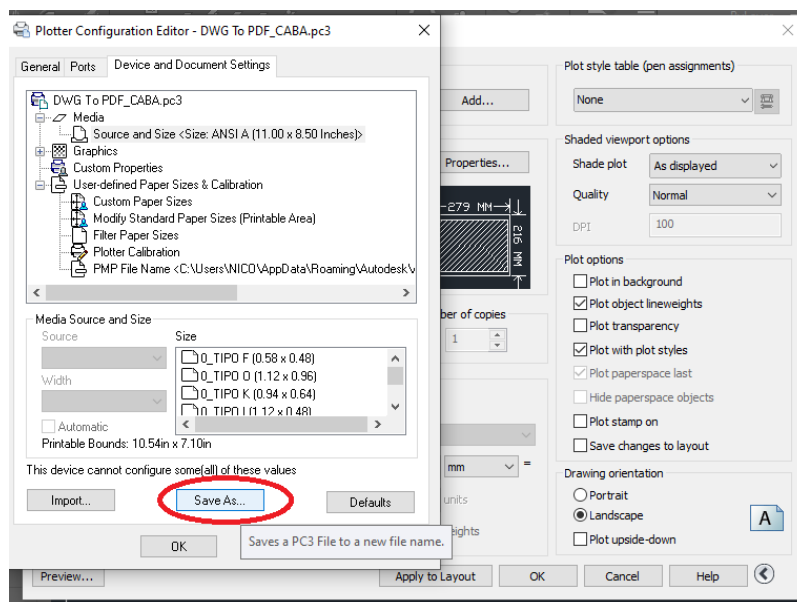 Plotter Configuration Editor - DWG To PDF_CABA.pc3
General Ports Device and Document Settings
DWG To PDF_CABA.pc3
Media
Source and Size <Size: ANSI A (11.00 x 8.50 Inches)>
Graphics
Custom Properties
User-defined Paper Sizes & Calibration
Custom Paper Sizes
Modify Standard Paper Sizes (Printable Area)
Filter Paper Sizes
Plotter Calibration
PMP File Name <C:\Users\NICO\AppData\Roaming\Autodesk\
Media Source and Size
Source
Size
Width
0_TIPO F (0.58 x 0.48)
0_TIPO O (1.12 x 0.96)
0_TIPO K (0.94 x 0.64)
0_TIPO I (1.12 x 0.48)
Automatic
Printable Bounds: 10.54in x 7.10in
This device cannot configure some(all) of these values
Import...
Save As...
Defaults
OK
Saves a PC3 File to a new file name.
Add...
Properties...
279 MM
216 MM
ber of copies
1
mm
=
units
eights
Plot style table (pen assignments)
None
Shaded viewport options
Shade plot
As displayed
Quality
Normal
DPI
100
Plot options
Plot in background
Plot object lineweights
Plot transparency
Plot with plot styles
Plot paperspace last
Hide paperspace objects
Plot stamp on
Save changes to layout
Drawing orientation
Portrait
Landscape
Plot upside-down
A
Preview...
Apply to Layout
OK
Cancel
Help